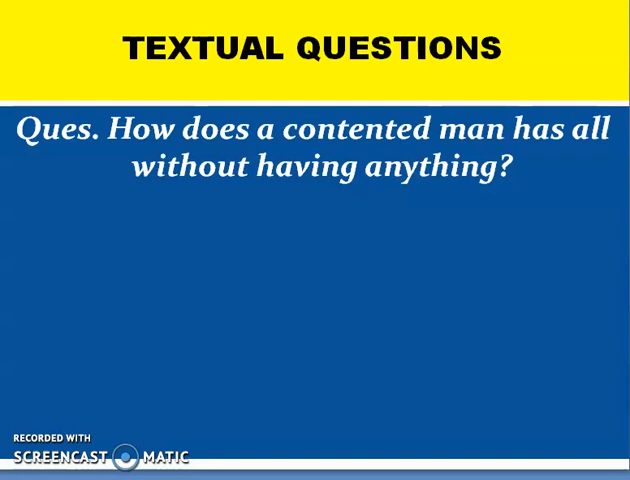 TEXTUAL QUESTIONS
Ques. How does a contented man has all
without having anything?
RECORDED WITH
SCREENCAST MATIC